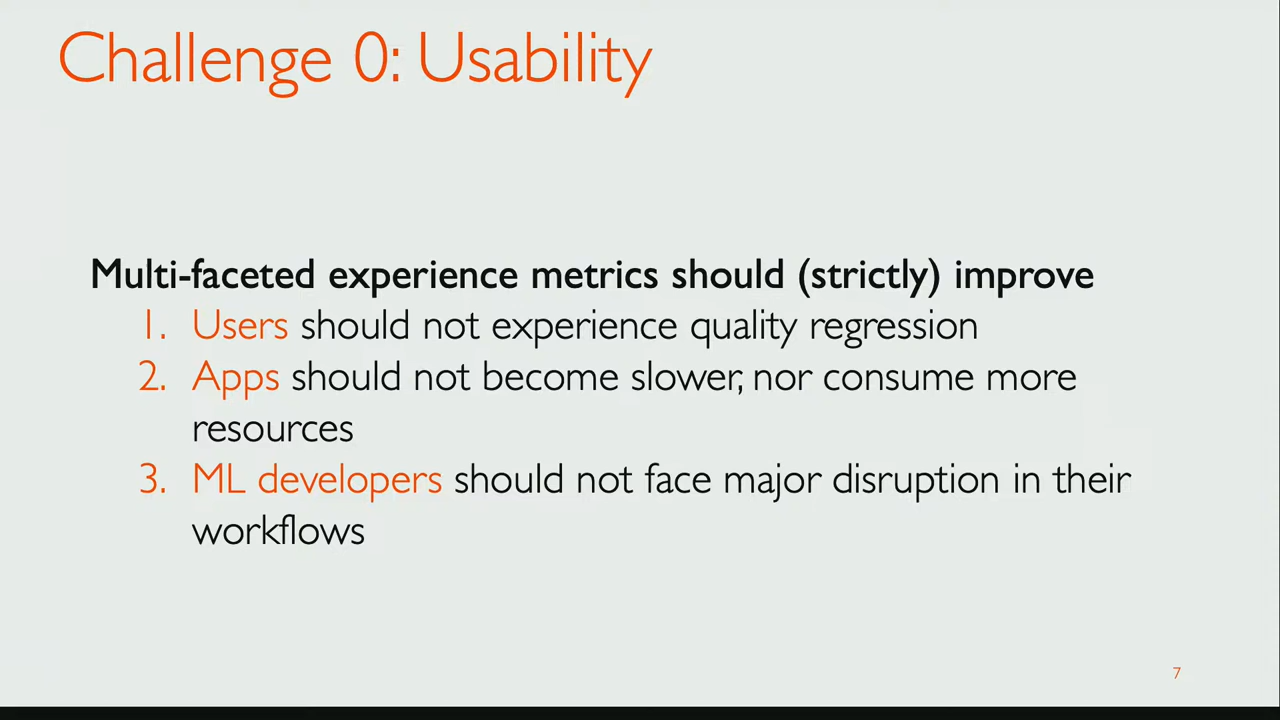 Challenge 0: Usability
Multi-faceted experience metrics should (strictly) improve
1. Users should not experience quality regression
2. Apps should not become slower, nor consume more
resources
3. ML developers should not face major disruption in their
workflows
7